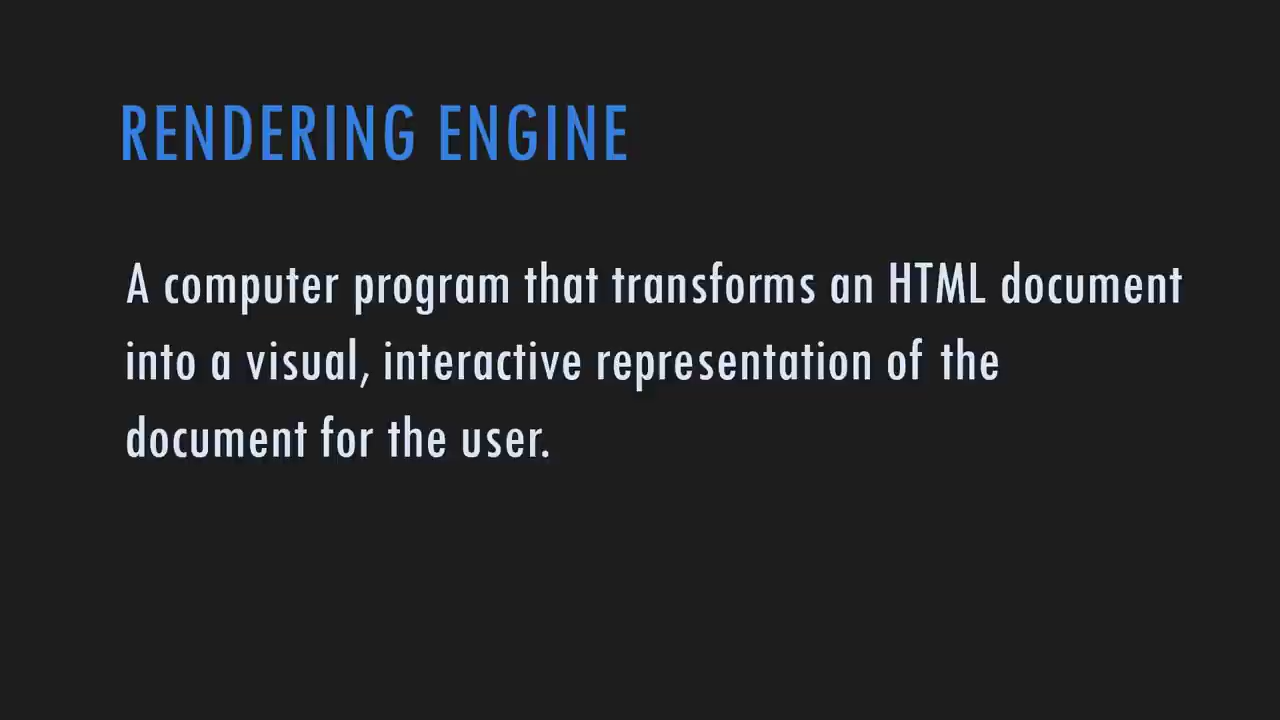 RENDERING ENGINE
A computer program that transforms an HTML document
into a visual, interactive representation of the
document for the user.